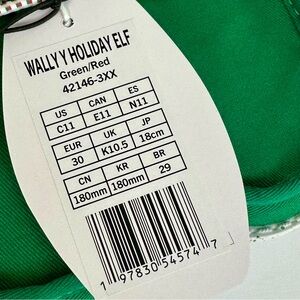 WALLY Y HOLIDAY ELF
Green/Red
42146-3XX
US CAN ES
C11 E11 N11
EUR UK JP
30 K10.5 18cm
CN KR BR
180mm 180mm 29
1 97830 54574 7